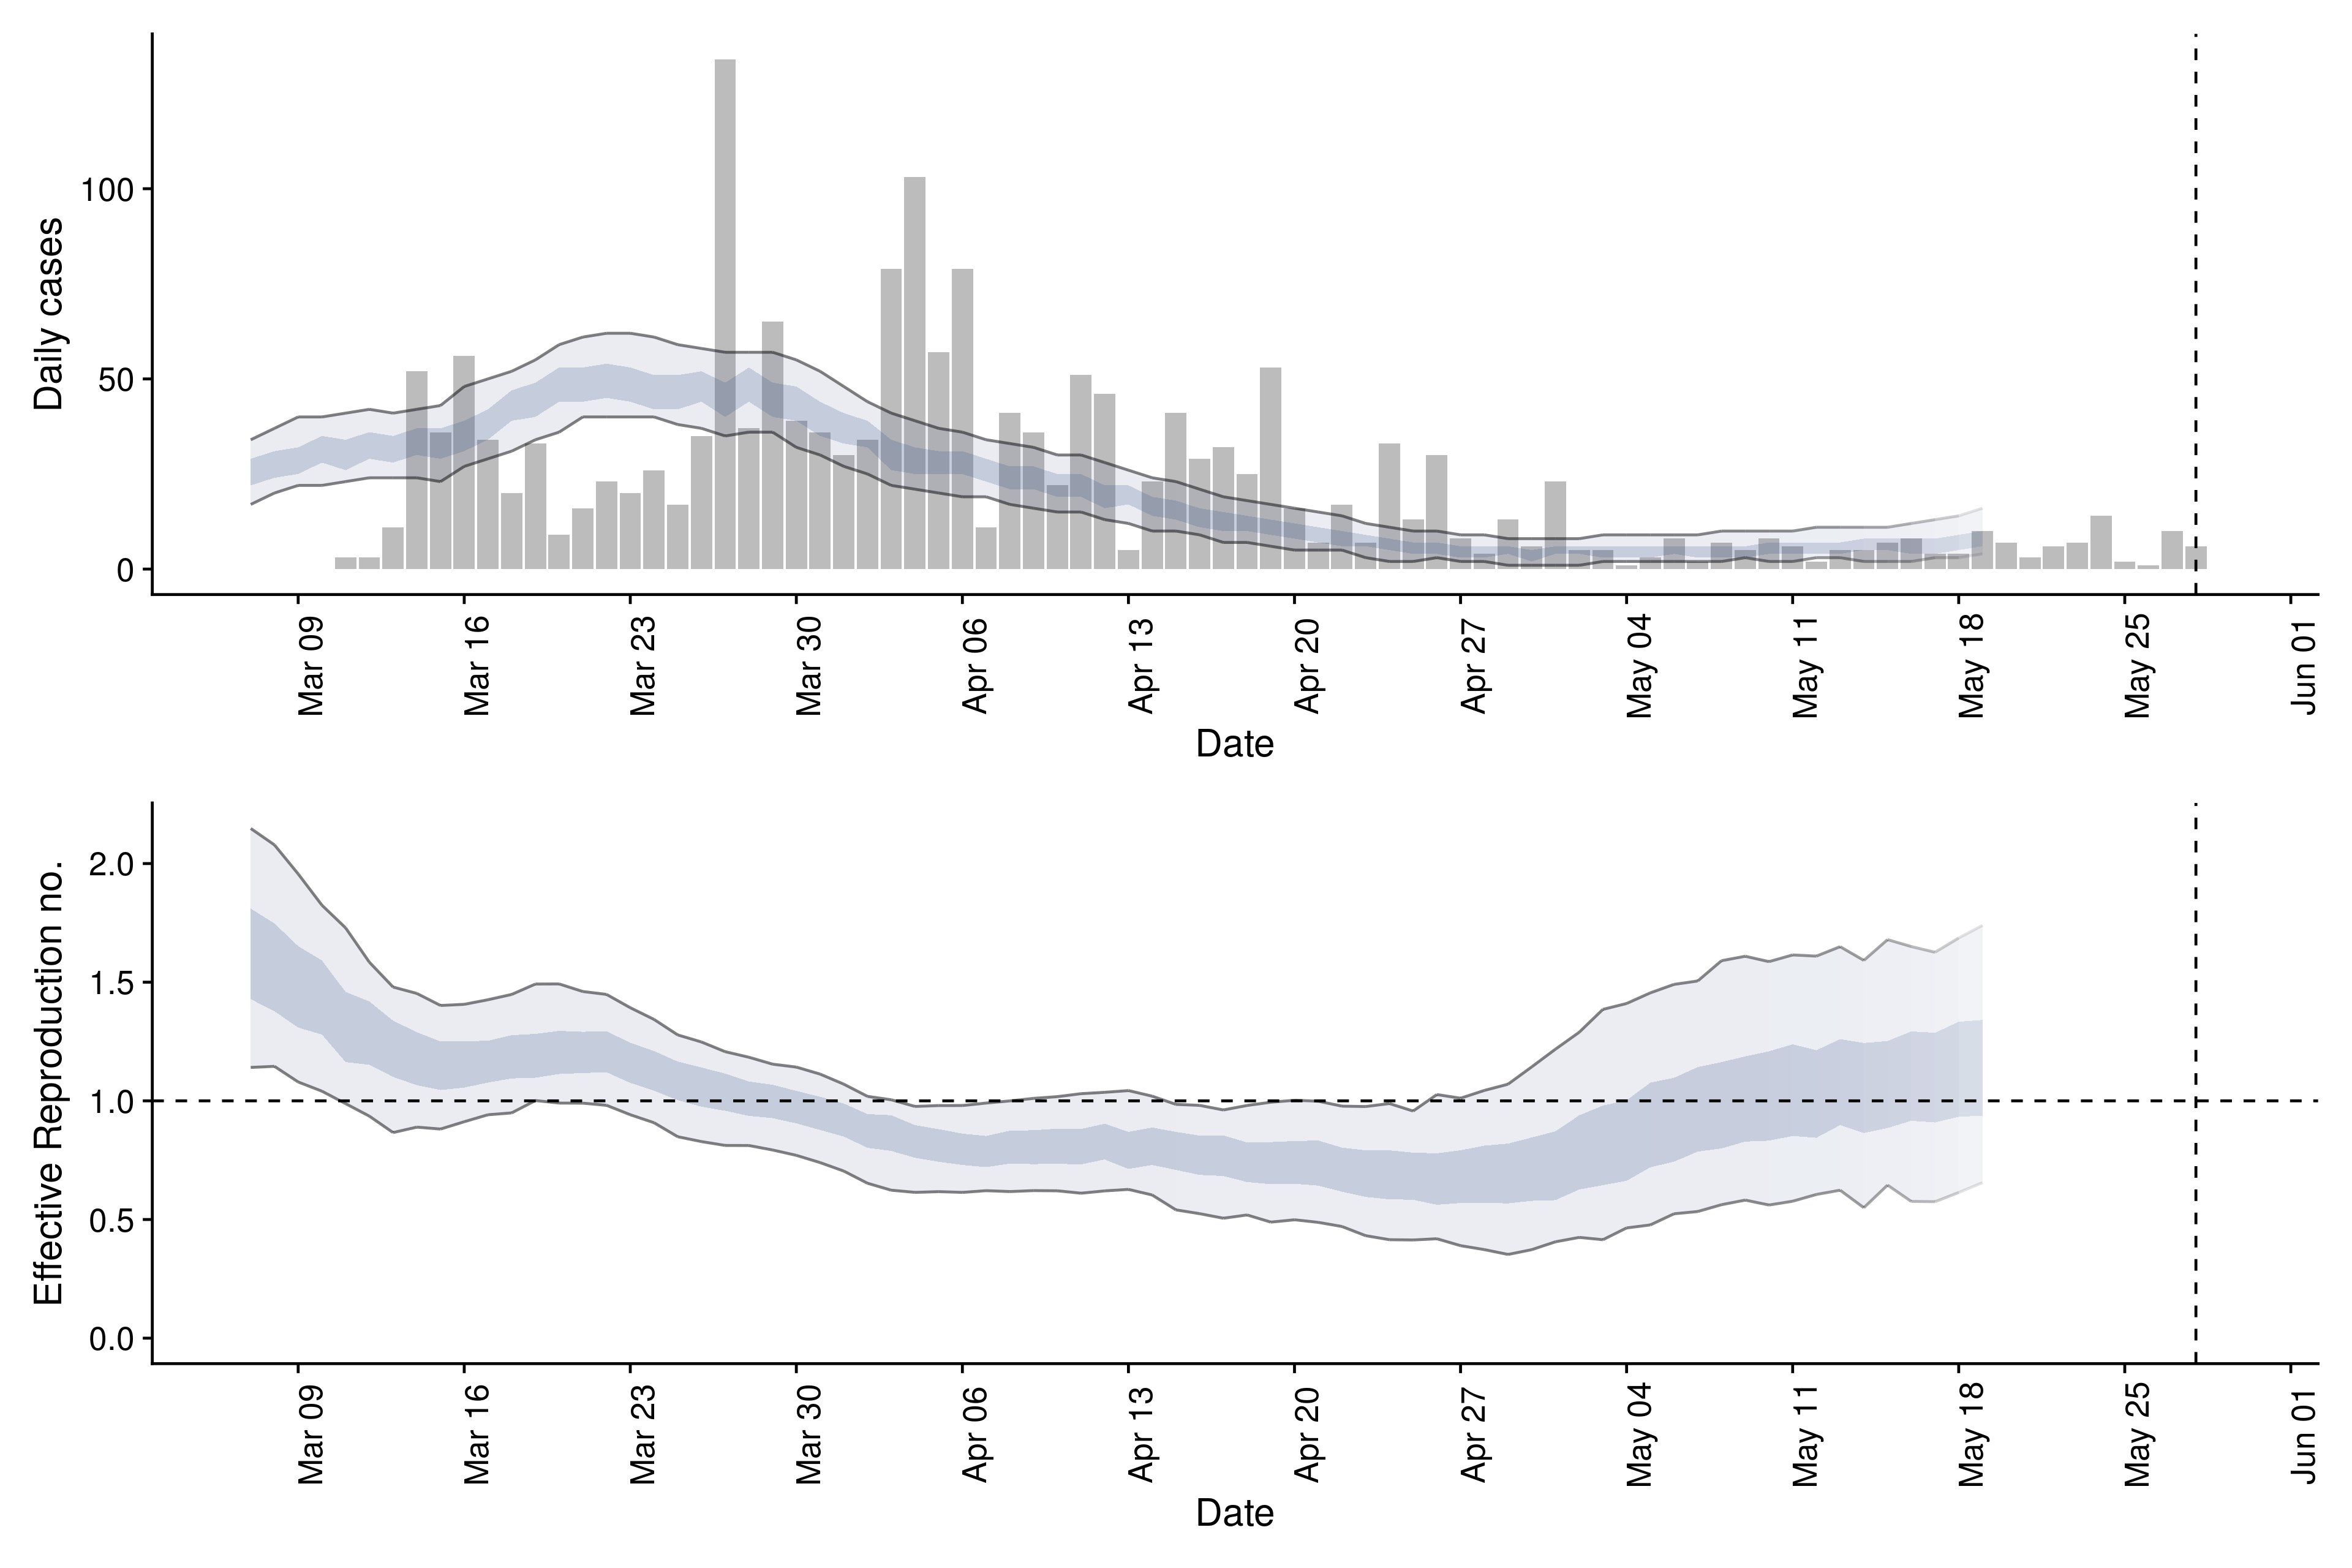 Daily cases
100
50
0
Mar 09
Mar 16
Mar 23
Mar 30
Apr 06
Apr 13
Apr 20
Apr 27
May 04
May 11
May 18
May 25
Jun 01
Date
Effective Reproduction no.
2.0
1.5
1.0
0.5
0.0
Mar 09
Mar 16
Mar 23
Mar 30
Apr 06
Apr 13
Apr 20
Apr 27
May 04
May 11
May 18
May 25
Jun 01
Date